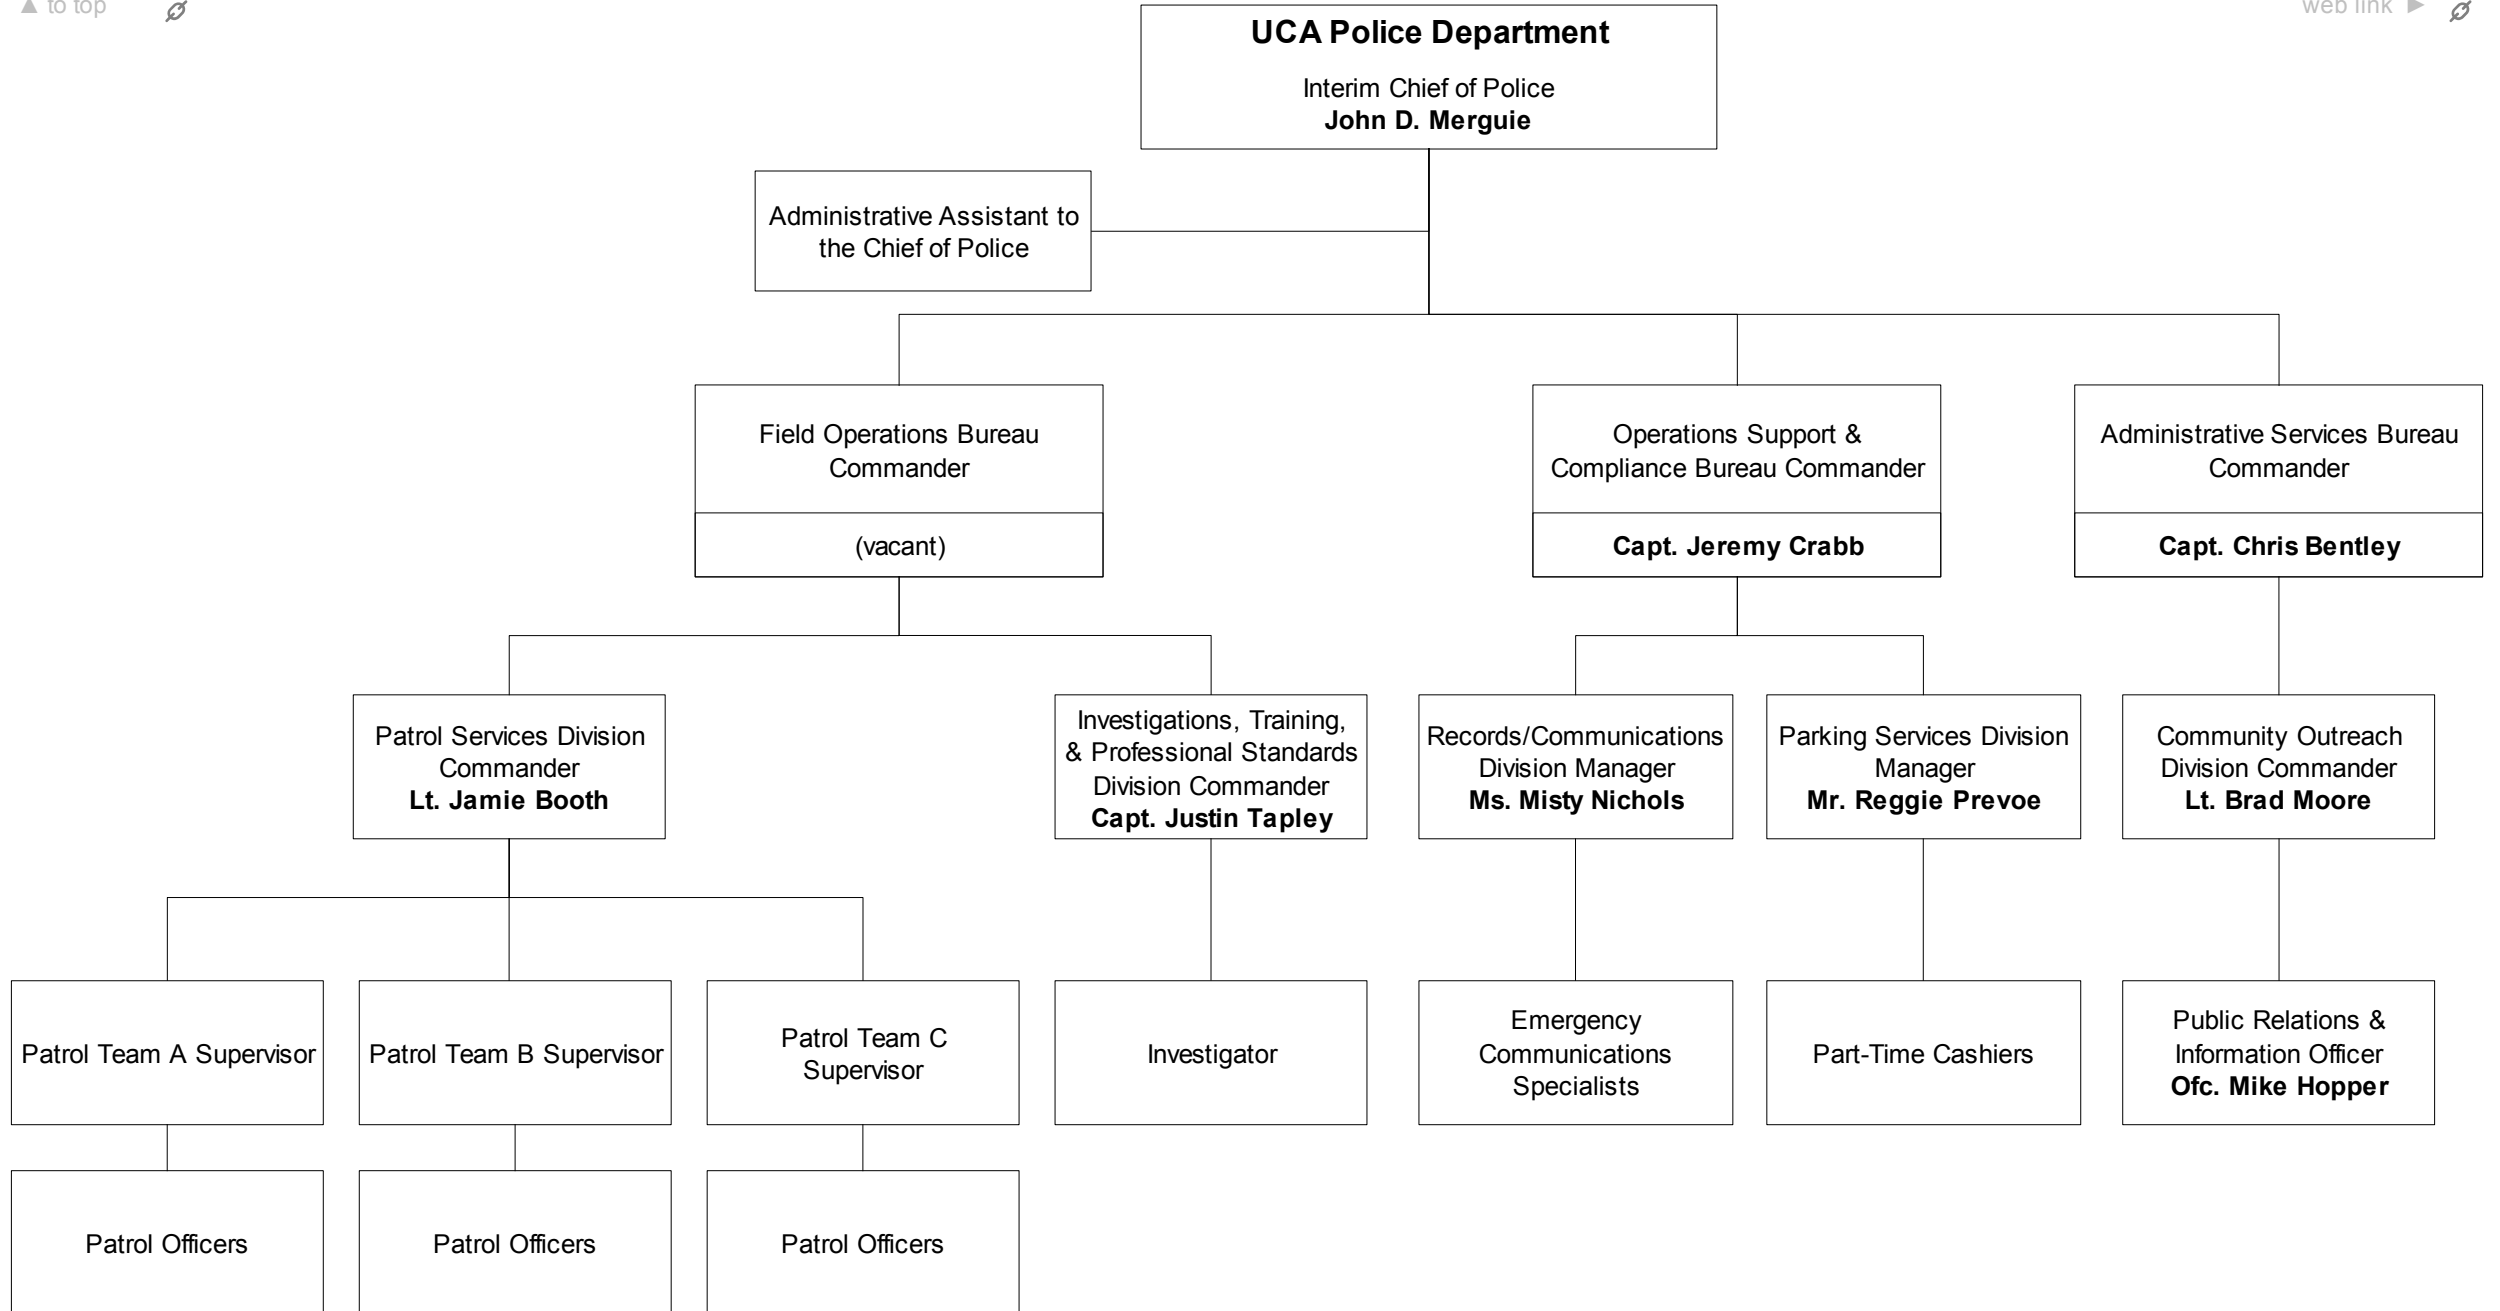 ▲ to top
web link ►
UCA Police Department
Interim Chief of Police
John D. Merguie
Administrative Assistant to
the Chief of Police
Field Operations Bureau
Commander
(vacant)
Operations Support &
Compliance Bureau Commander
Capt. Jeremy Crabb
Administrative Services Bureau
Commander
Capt. Chris Bentley
Patrol Services Division
Commander
Lt. Jamie Booth
Investigations, Training,
& Professional Standards
Division Commander
Capt. Justin Tapley
Records/Communications
Division Manager
Ms. Misty Nichols
Parking Services Division
Manager
Mr. Reggie Prevoe
Community Outreach
Division Commander
Lt. Brad Moore
Patrol Team A Supervisor
Patrol Team B Supervisor
Patrol Team C
Supervisor
Investigator
Emergency
Communications
Specialists
Part-Time Cashiers
Public Relations &
Information Officer
Ofc. Mike Hopper
Patrol Officers
Patrol Officers
Patrol Officers